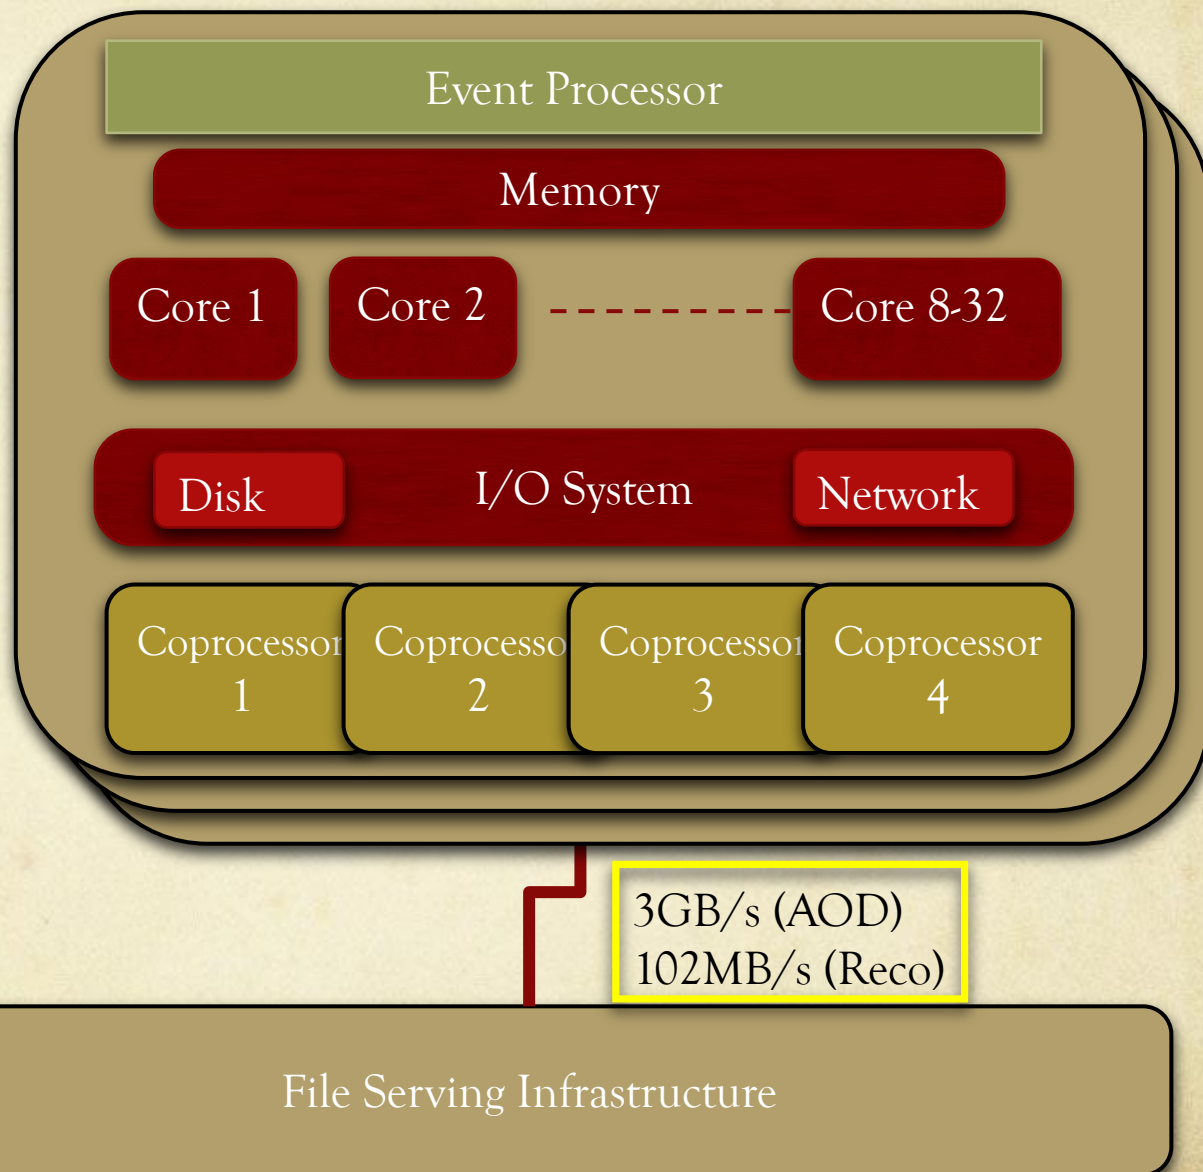 Event Processor
Memory
Core 1
Core 2
Core 8-32
Disk
I/O System
Network
Coprocessor
1
Coprocesso
2
Coprocessor
3
Coprocessor
4
3GB/s (AOD)
102MB/s (Reco)
File Serving Infrastructure